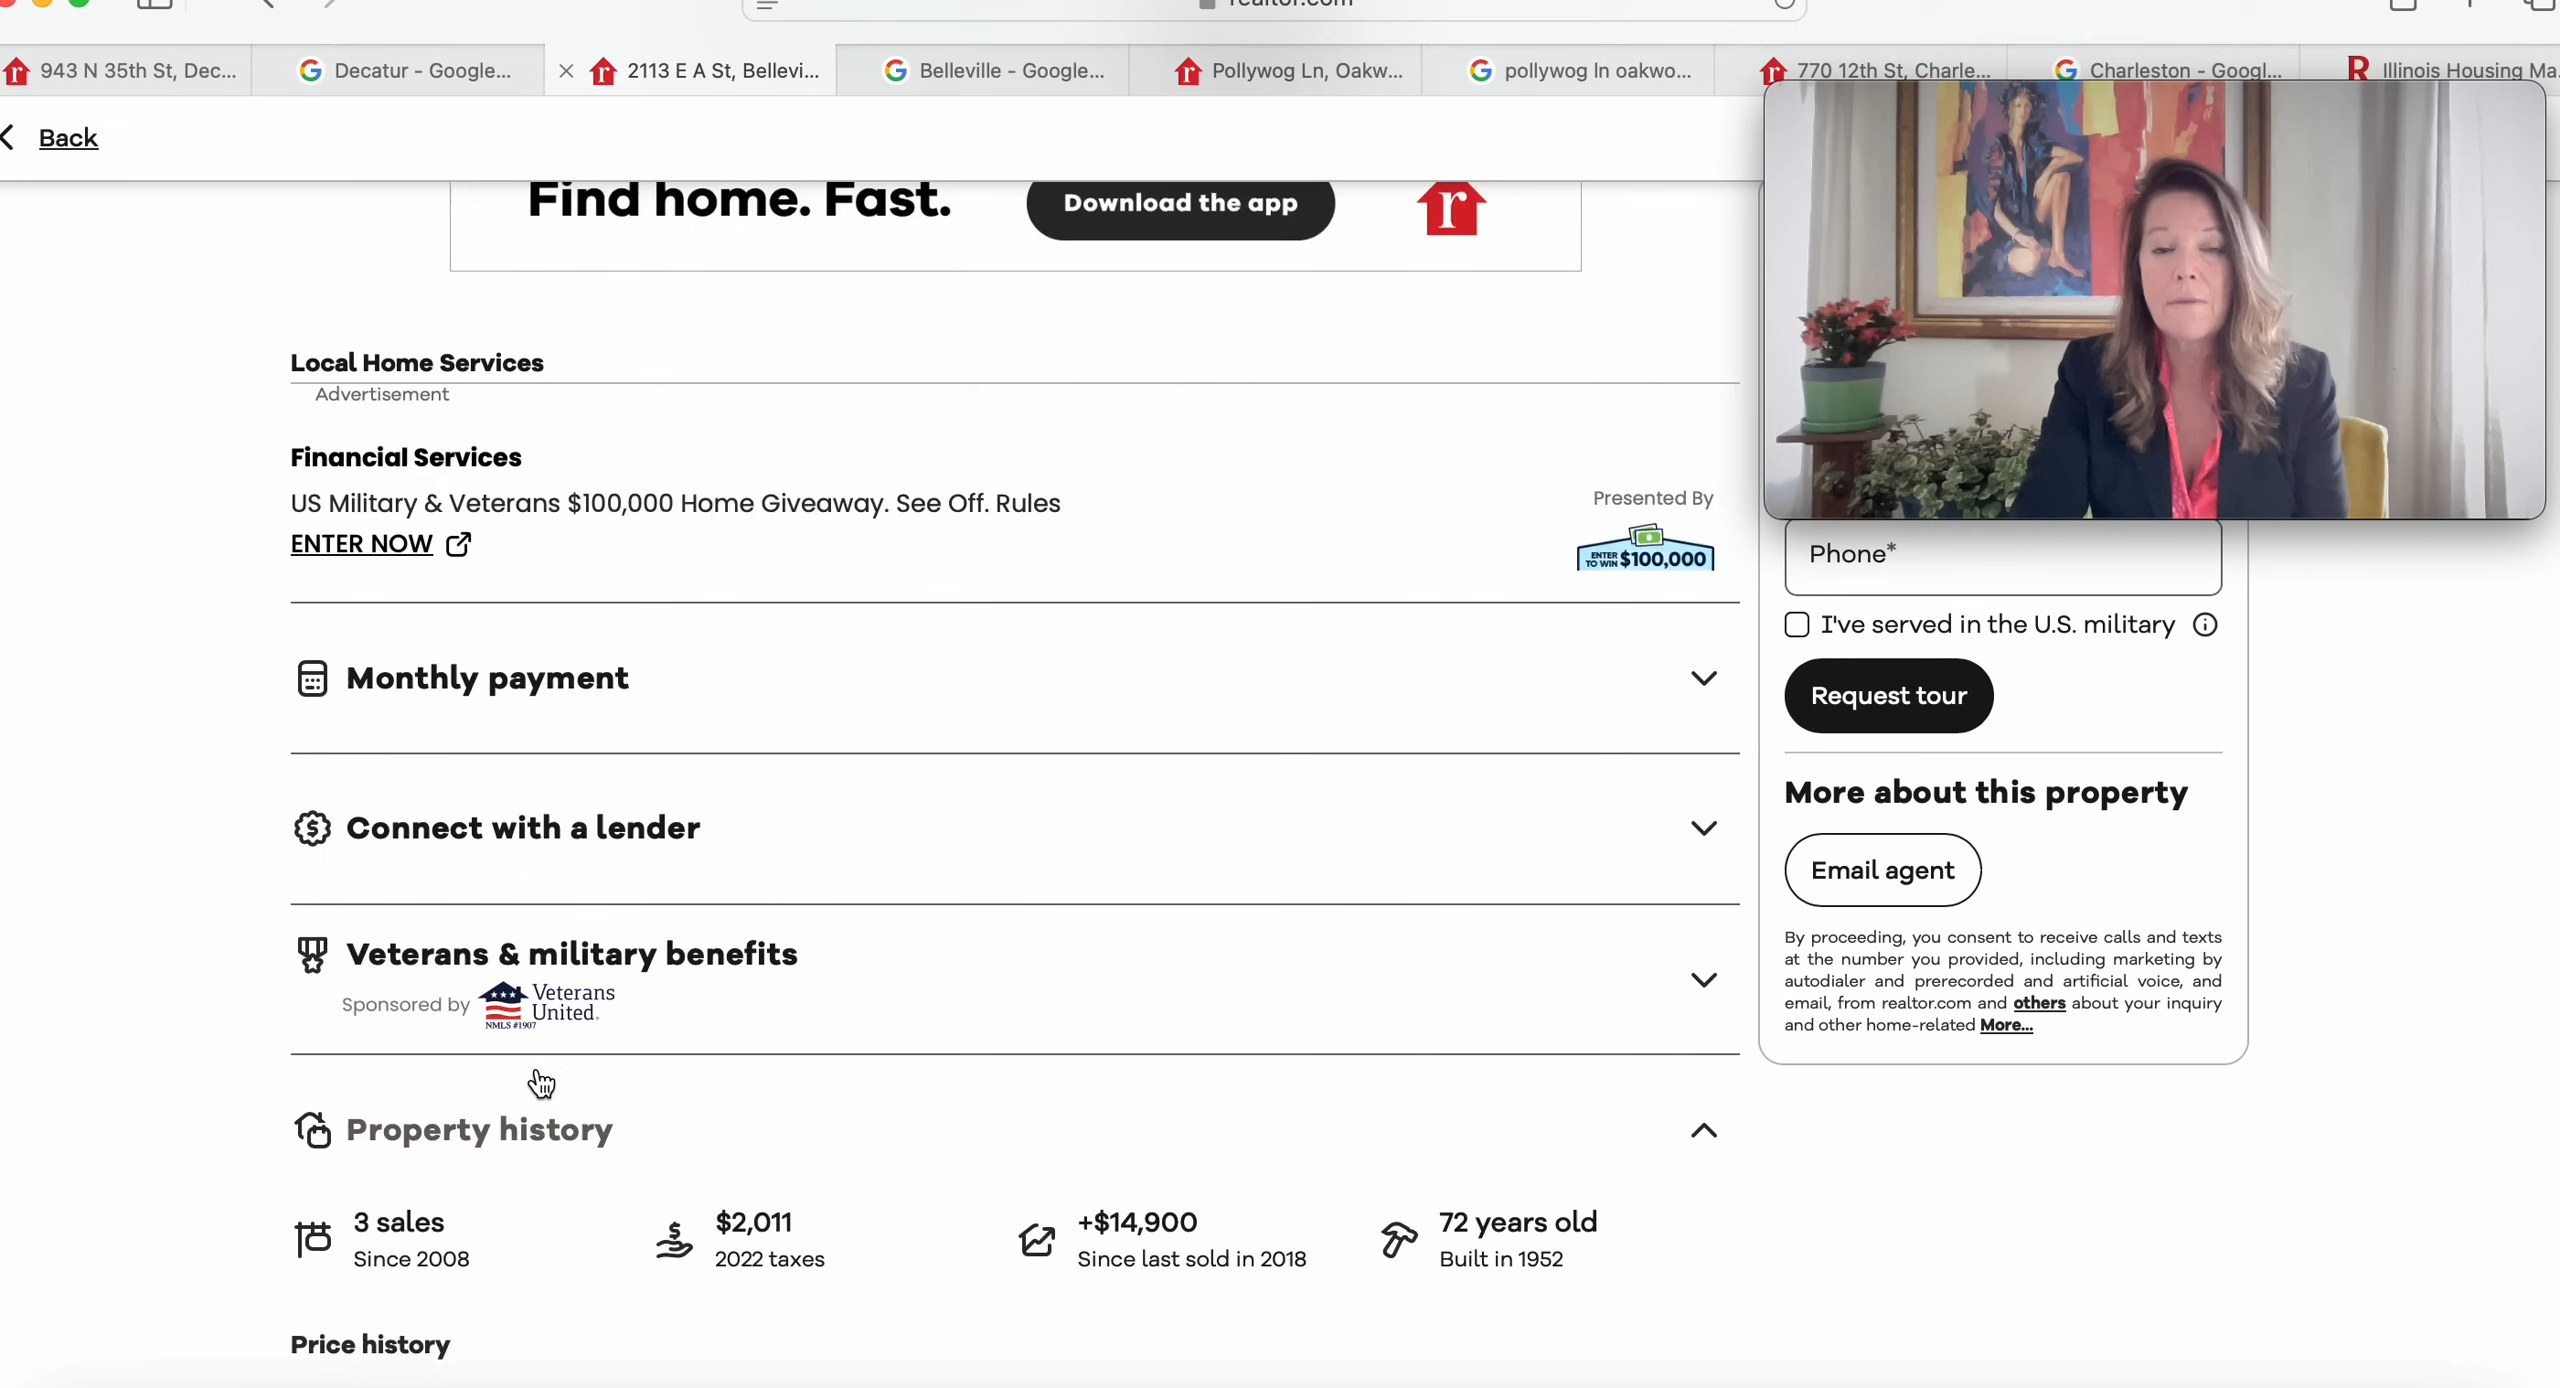 realtor.com
943 N 35th St, Dec...
Decatur - Google...
2113 E A St, Bellevi...
Belleville - Google...
Pollywog Ln, Oakw...
pollywog ln oakwo...
770 12th St, Charle...
Charleston - Googl...
Illinois Housing Ma
Back
Find home. Fast.
Download the app
r
Local Home Services
Advertisement
Financial Services
US Military & Veterans $100,000 Home Giveaway. See Off. Rules
ENTER NOW
Presented By
ENTER TO WIN $100,000
Monthly payment
Connect with a lender
Veterans & military benefits
Sponsored by
Veterans
United.
NMLS #1907
Property history
3 sales
Since 2008
$2,011
2022 taxes
+$14,900
Since last sold in 2018
72 years old
Built in 1952
Price history
Phone*
I've served in the U.S. military
Request tour
More about this property
Email agent
By proceeding, you consent to receive calls and texts
at the number you provided, including marketing by
autodialer and prerecorded and artificial voice, and
email, from realtor.com and others about your inquiry
and other home-related More...